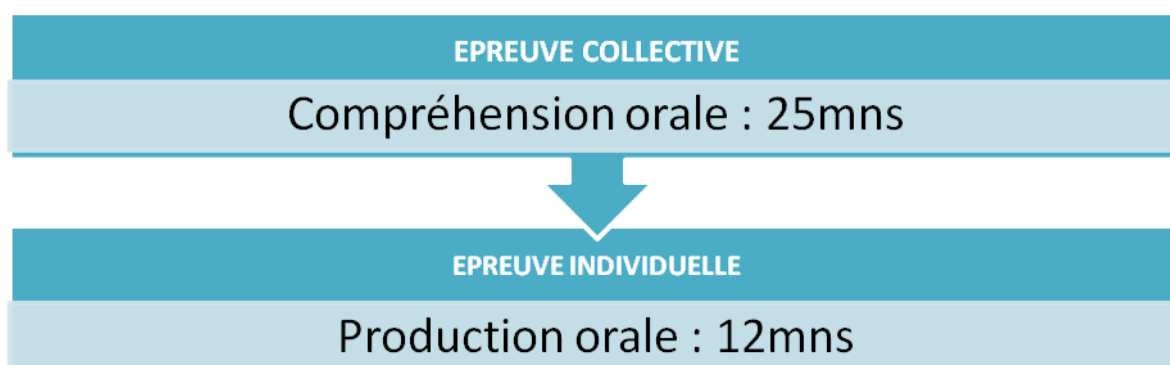 EPREUVE COLLECTIVE
Compréhension orale : 25mns
EPREUVE INDIVIDUELLE
Production orale : 12mns